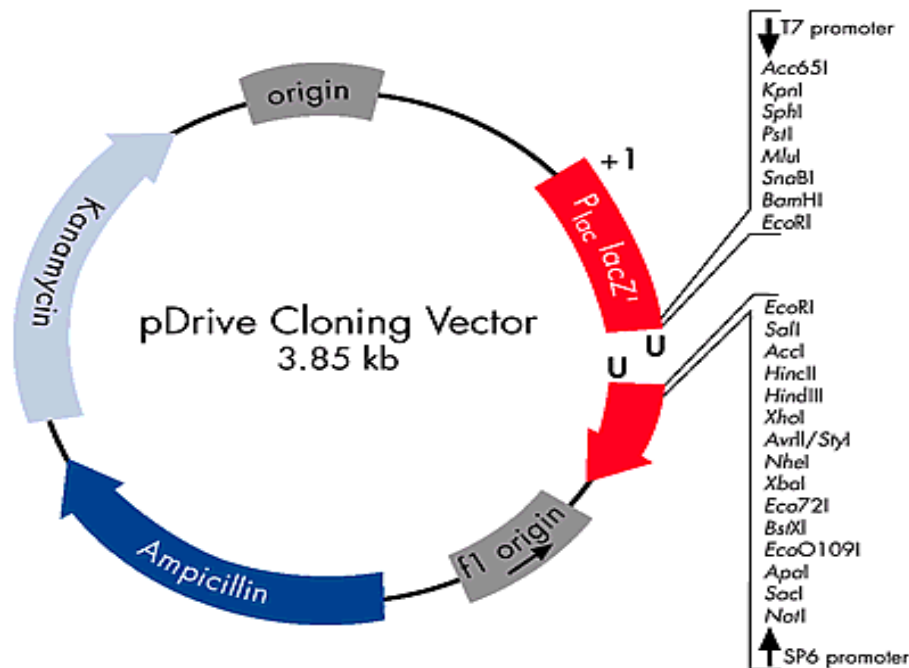 origin
Kanamycin
Ampicillin
f1 origin
+1
Plac lacZ'
U
U
pDrive Cloning Vector
3.85 kb
T7 promoter
Acc65I
KpnI
SphI
PstI
MluI
SnaBI
BamHI
EcoRI
EcoRI
SalI
AccI
HincII
HindIII
XhoI
AvrII/StyI
NheI
XbaI
Eco72I
BstXI
EcoO109I
ApaI
SacI
NotI
SP6 promoter